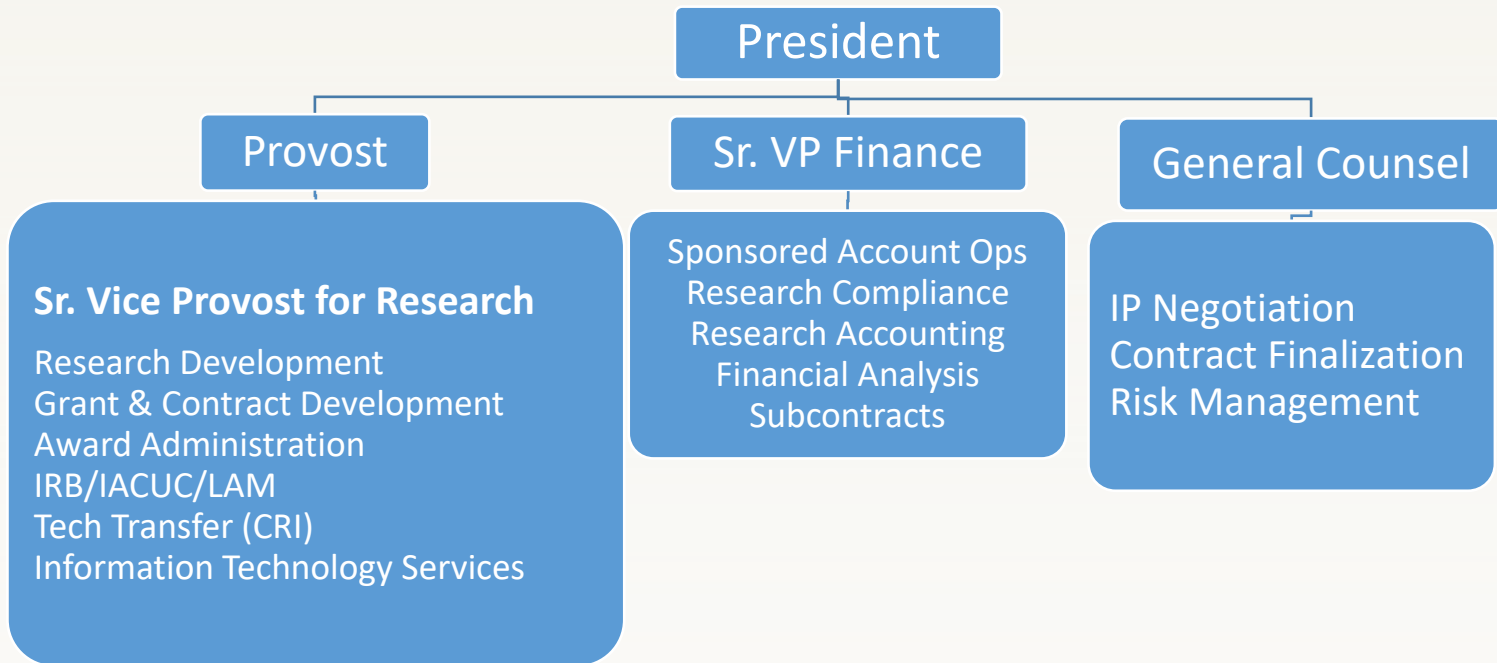 President
Provost
Sr. VP Finance
General Counsel
Sr. Vice Provost for Research
Research Development
Grant & Contract Development
Award Administration
IRB/IACUC/LAM
Tech Transfer (CRI)
Information Technology Services
Sponsored Account Ops
Research Compliance
Research Accounting
Financial Analysis
Subcontracts
IP Negotiation
Contract Finalization
Risk Management